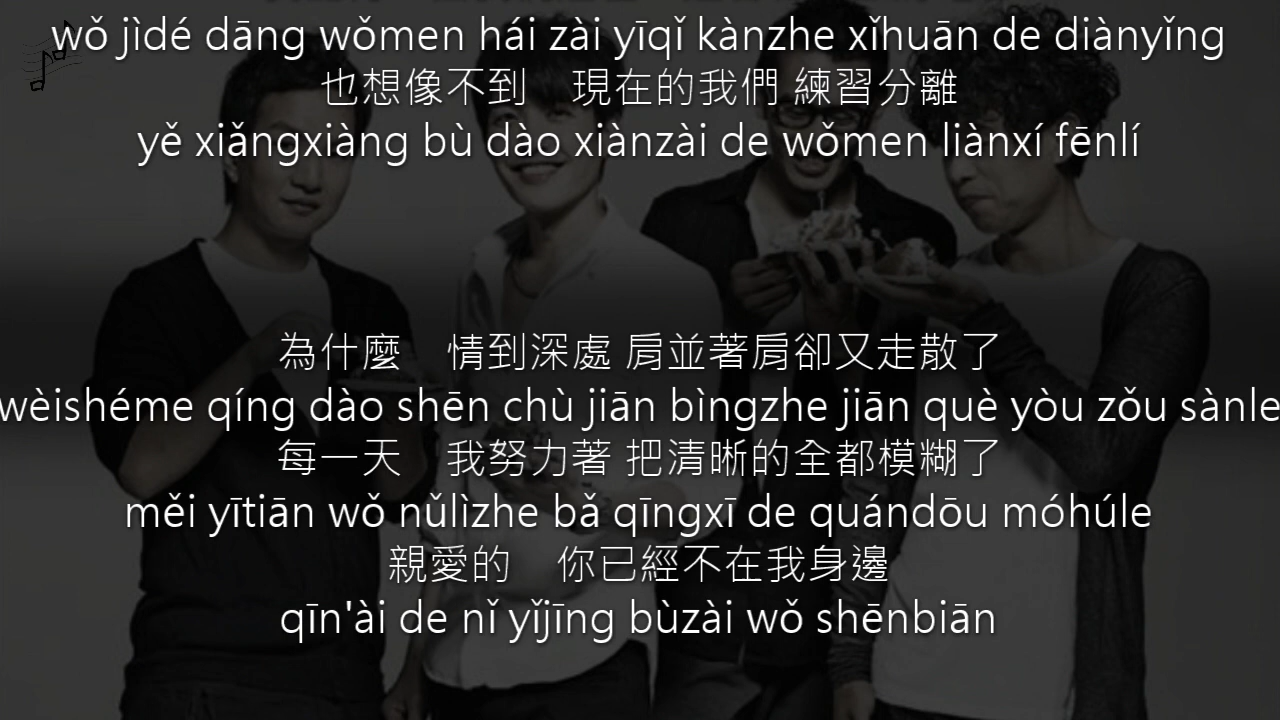 wǒ jìdé dāng wǒmen hái zài yīqǐ kànzhe xǐhuān de diànyǐng
也想像不到　現在的我們 練習分離
yě xiǎngxiàng bù dào xiànzài de wǒmen liànxí fēnlí
為什麼　情到深處 肩並著肩卻又走散了
wèishéme qíng dào shēn chù jiān bìngzhe jiān què yòu zǒu sànle
每一天　我努力著 把清晰的全都模糊了
měi yītiān wǒ nǔlìzhe bǎ qīngxī de quándōu móhúle
親愛的　你已經不在我身邊
qīn'ài de nǐ yǐjīng bùzài wǒ shēnbiān